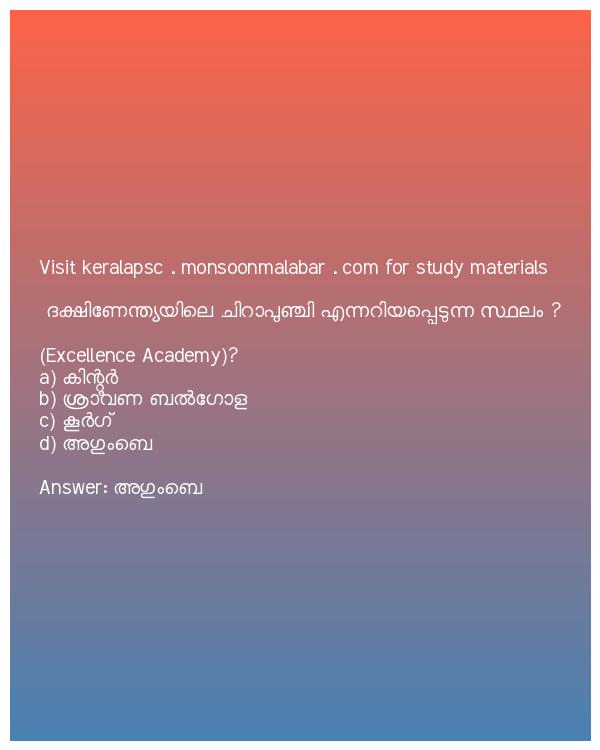 Visit keralapsc . monsoonmalabar . com for study materials
ദക്ഷിണേന്ത്യയിലെ ചിറാപുഞ്ചി എന്നറിയപ്പെടുന്ന സ്ഥലം ?
(Excellence Academy)?
a) കിന്റൂർ
b) ശ്രാവണ ബൽഗോള
c) കൂർഗ്
d) അഗുംബെ
Answer: അഗുംബെ